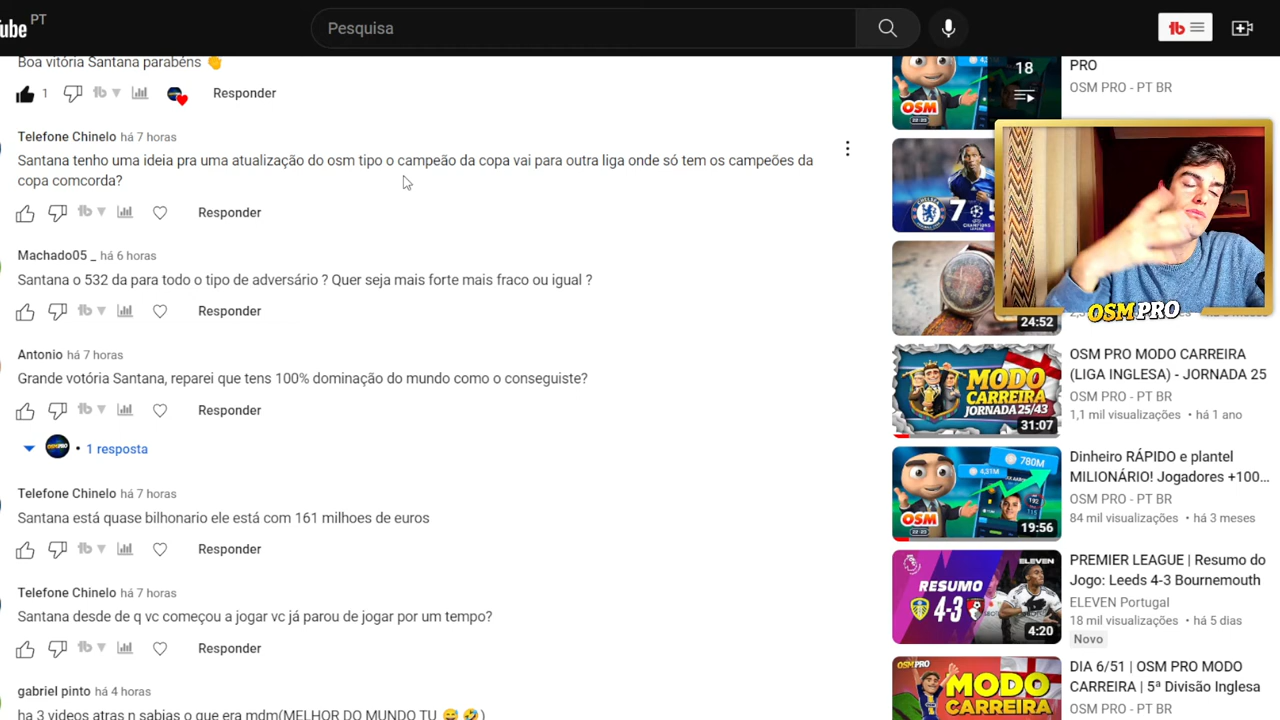 ube PT
Pesquisa
Boa vitória Santana parabéns 👏
1
Responder
Telefone Chinelo há 7 horas
Santana tenho uma ideia pra uma atualização do osm tipo o campeão da copa vai para outra liga onde só tem os campeões da
copa comcorda?
Responder
Machado05 _ há 6 horas
Santana o 532 da para todo o tipo de adversário ? Quer seja mais forte mais fraco ou igual ?
Responder
Antonio há 7 horas
Grande votória Santana, reparei que tens 100% dominação do mundo como o conseguiste?
Responder
• 1 resposta
Telefone Chinelo há 7 horas
Santana está quase bilhonario ele está com 161 milhoes de euros
Responder
Telefone Chinelo há 7 horas
Santana desde de q vc começou a jogar vc já parou de jogar por um tempo?
Responder
gabriel pinto há 4 horas
ha 3 videos atras n sabias o que era mdm(MELHOR DO MUNDO TU 😅 🤣)
OSM
18
PRO
OSM PRO - PT BR
7 5
OSM PRO
24:52
MODO
CARREIRA
JORNADA 25/43
31:07
OSM PRO MODO CARREIRA
(LIGA INGLESA) - JORNADA 25
OSM PRO - PT BR
1,1 mil visualizações • há 1 ano
780M
4,31M
OSM
19:56
Dinheiro RÁPIDO e plantel
MILIONÁRIO! Jogadores +100...
OSM PRO - PT BR
84 mil visualizações • há 3 meses
ELEVEN
RESUMO
4-3
4:20
PREMIER LEAGUE | Resumo do
Jogo: Leeds 4-3 Bournemouth
ELEVEN Portugal
18 mil visualizações • há 5 dias
Novo
OSMPRO
MODO
CARREIRA
DIA 6/51 | OSM PRO MODO
CARREIRA | 5ª Divisão Inglesa
OSM PRO - PT BR